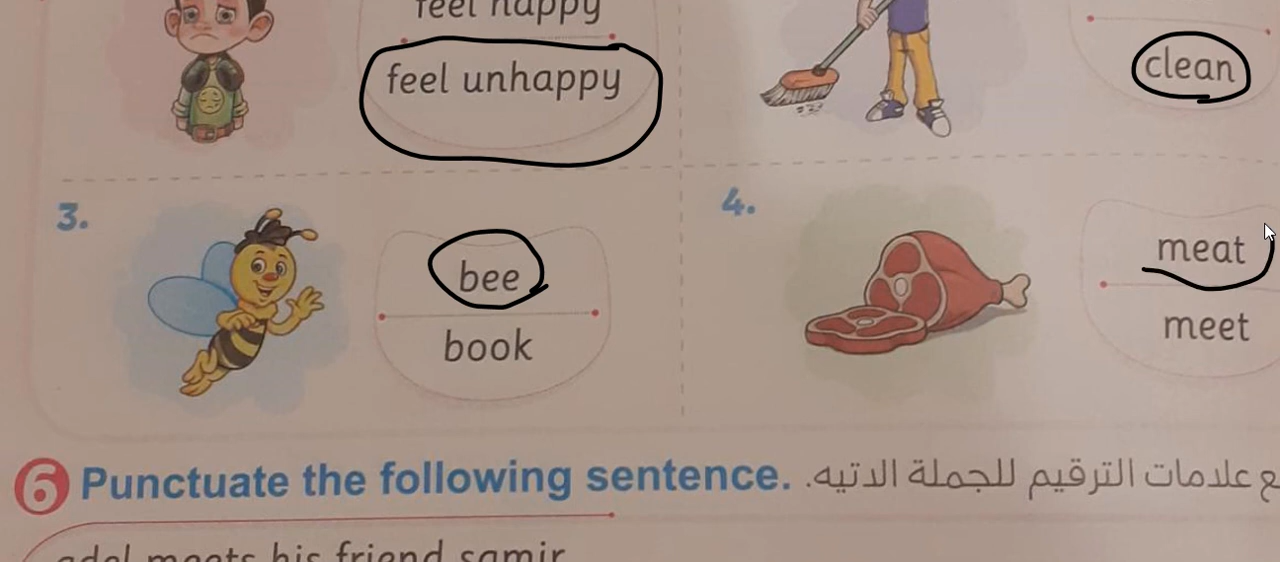 feel happy
feel unhappy
clean
3.
bee
book
4.
meat
meet
6 Punctuate the following sentence. علامات الترقيم للجملة الاتيه.
adel meets his friend samir